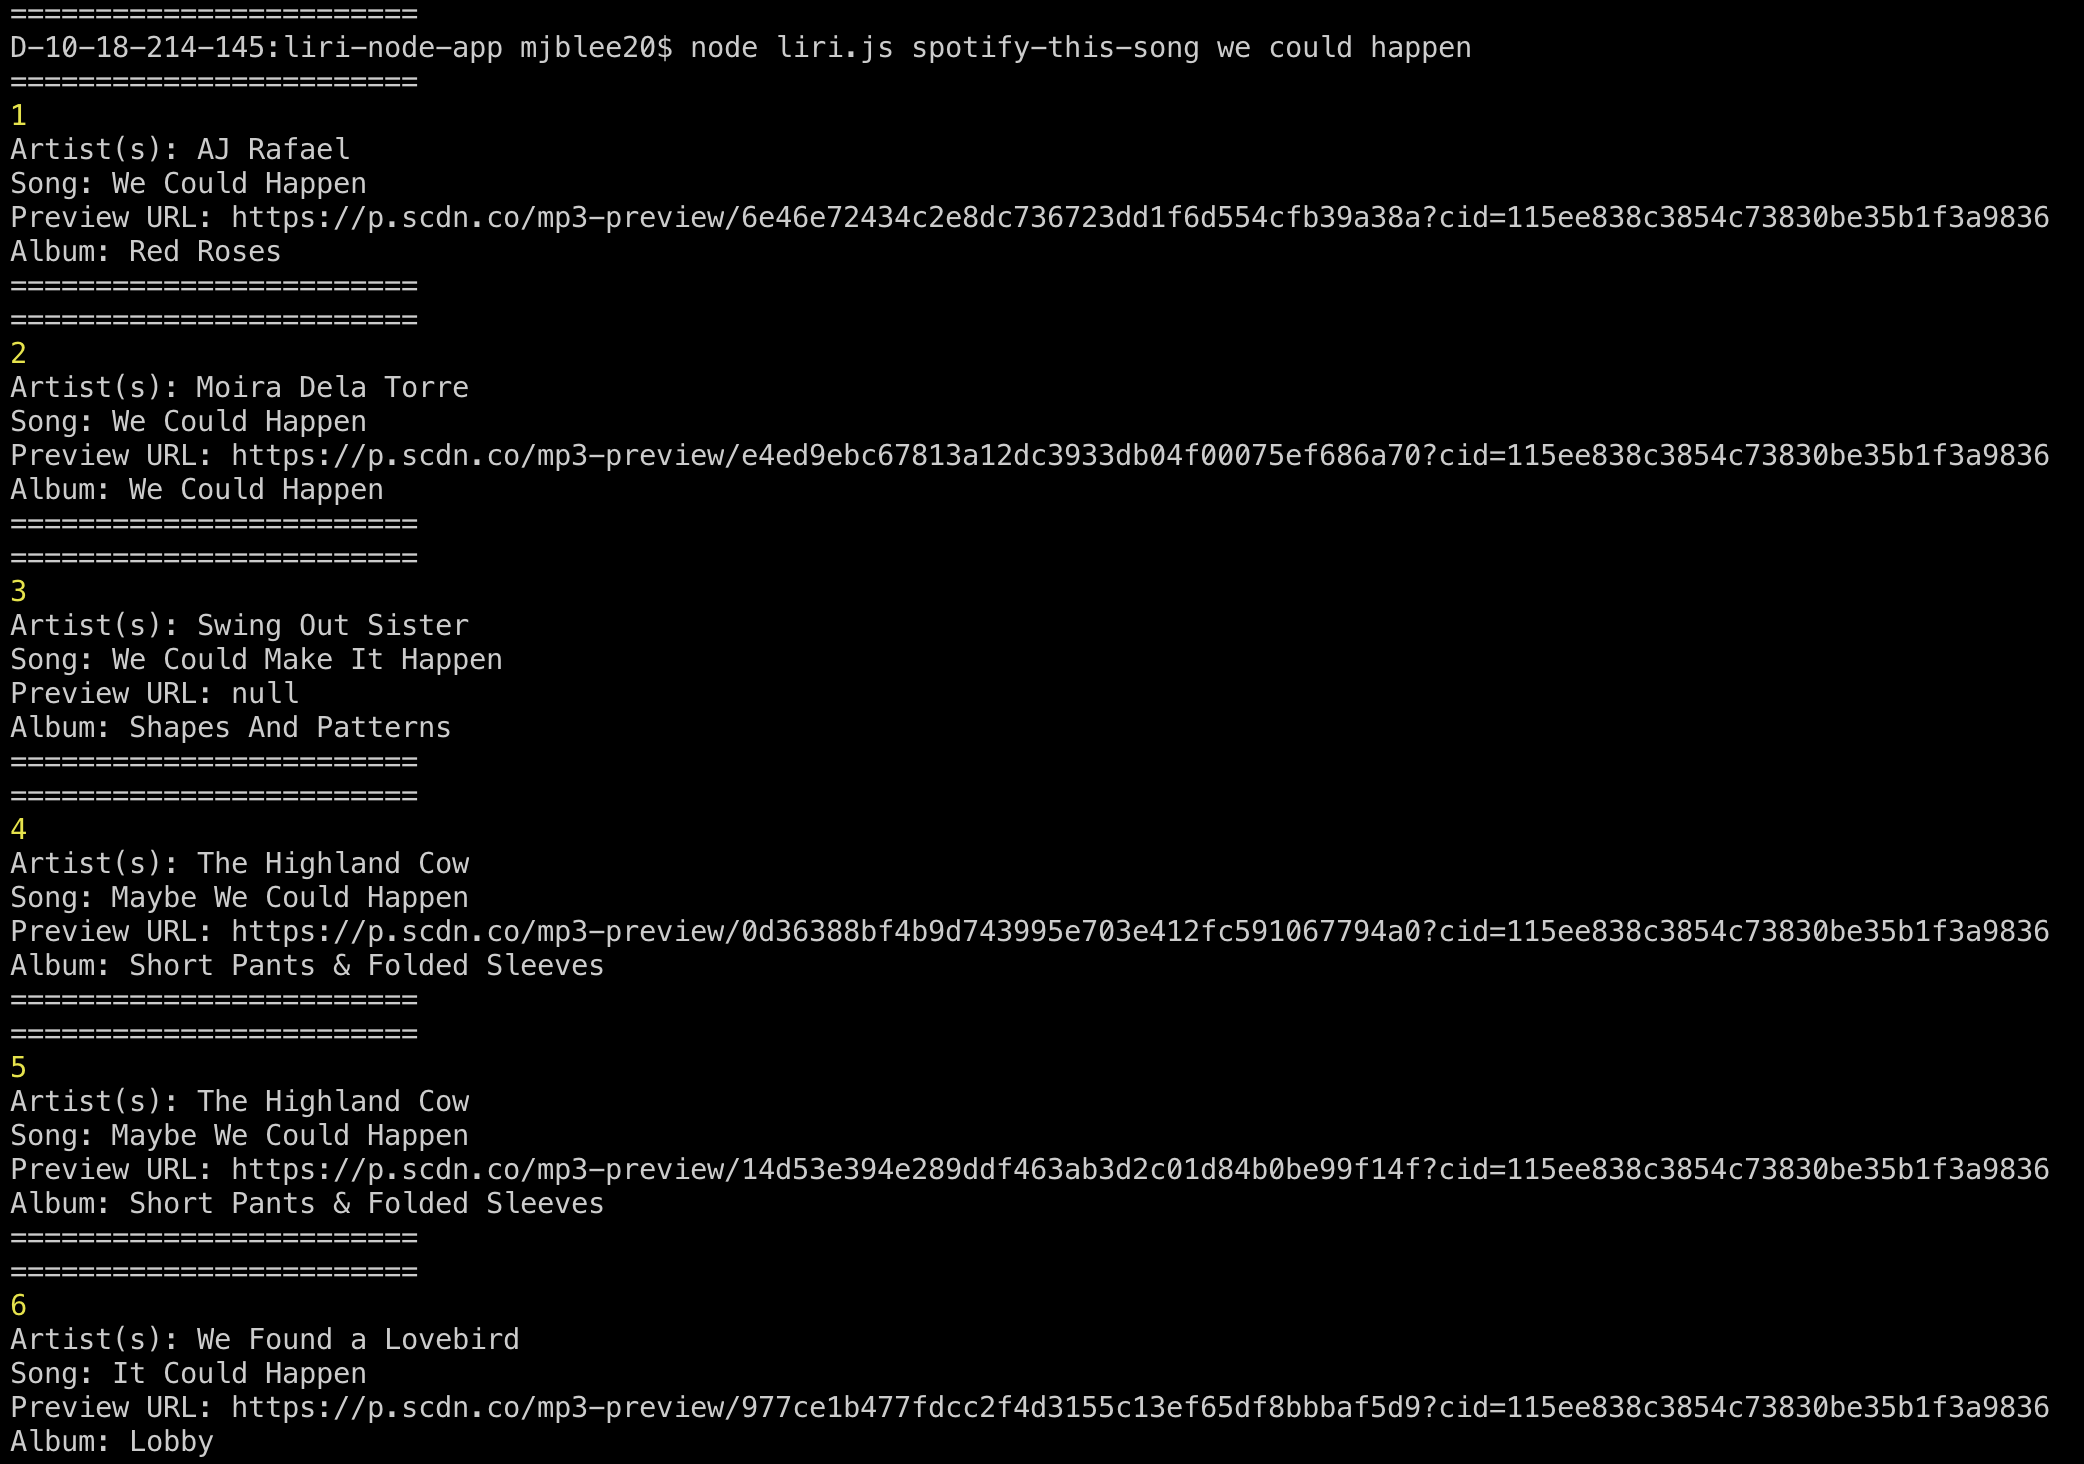 ========================
D-10-18-214-145:liri-node-app mjblee20$ node liri.js spotify-this-song we could happen
========================
1
Artist(s): AJ Rafael
Song: We Could Happen
Preview URL: https://p.scdn.co/mp3-preview/6e46e72434c2e8dc736723dd1f6d554cfb39a38a?cid=115ee838c3854c73830be35b1f3a9836
Album: Red Roses
========================
========================
2
Artist(s): Moira Dela Torre
Song: We Could Happen
Preview URL: https://p.scdn.co/mp3-preview/e4ed9ebc67813a12dc3933db04f00075ef686a70?cid=115ee838c3854c73830be35b1f3a9836
Album: We Could Happen
========================
========================
3
Artist(s): Swing Out Sister
Song: We Could Make It Happen
Preview URL: null
Album: Shapes And Patterns
========================
========================
4
Artist(s): The Highland Cow
Song: Maybe We Could Happen
Preview URL: https://p.scdn.co/mp3-preview/0d36388bf4b9d743995e703e412fc591067794a0?cid=115ee838c3854c73830be35b1f3a9836
Album: Short Pants & Folded Sleeves
========================
========================
5
Artist(s): The Highland Cow
Song: Maybe We Could Happen
Preview URL: https://p.scdn.co/mp3-preview/14d53e394e289ddf463ab3d2c01d84b0be99f14f?cid=115ee838c3854c73830be35b1f3a9836
Album: Short Pants & Folded Sleeves
========================
========================
6
Artist(s): We Found a Lovebird
Song: It Could Happen
Preview URL: https://p.scdn.co/mp3-preview/977ce1b477fdcc2f4d3155c13ef65df8bbbaf5d9?cid=115ee838c3854c73830be35b1f3a9836
Album: Lobby